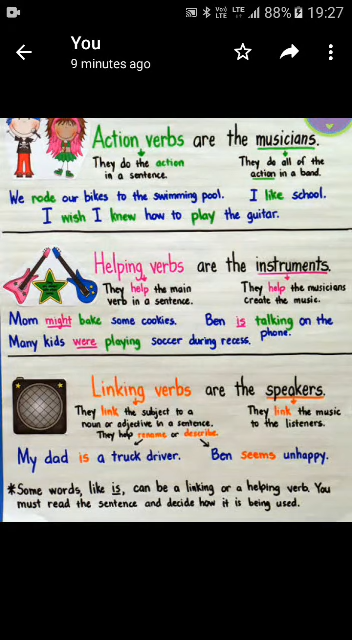 88% 19:27
You
9 minutes ago
Action verbs are the musicians.
They do the action
in a sentence.
They do all of the
action in a band.
We rode our bikes to the swimming pool. I like school.
I wish I knew how to play the guitar.
Helping verbs are the instruments.
They help the main
verb in a sentence.
They help the musicians
create the music.
Mom might bake some cookies. Ben is talking on the
phone.
Many kids were playing soccer during recess.
Linking verbs are the speakers.
They link the subject to a
noun or adjective in a sentence.
They help rename or describe.
They link the music
to the listeners.
My dad is a truck driver. Ben seems unhappy.
*Some words, like is, can be a linking or a helping verb. You
must read the sentence and decide how it is being used.